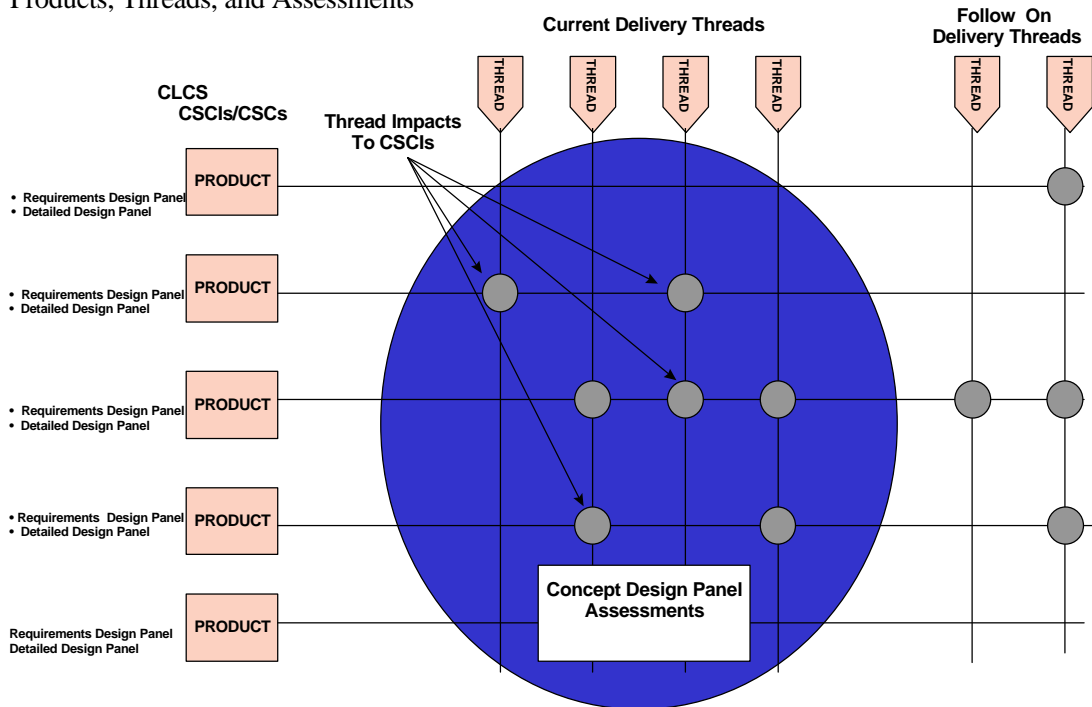 Products, Threads, and Assessments
Current Delivery Threads
Follow On
Delivery Threads
THREAD
THREAD
THREAD
THREAD
THREAD
THREAD
CLCS
CSCIs/CSCs
Thread Impacts
To CSCIs
PRODUCT
• Requirements Design Panel
• Detailed Design Panel
PRODUCT
• Requirements Design Panel
• Detailed Design Panel
PRODUCT
• Requirements Design Panel
• Detailed Design Panel
PRODUCT
• Requirements Design Panel
• Detailed Design Panel
Concept Design Panel
Assessments
PRODUCT
Requirements Design Panel
Detailed Design Panel